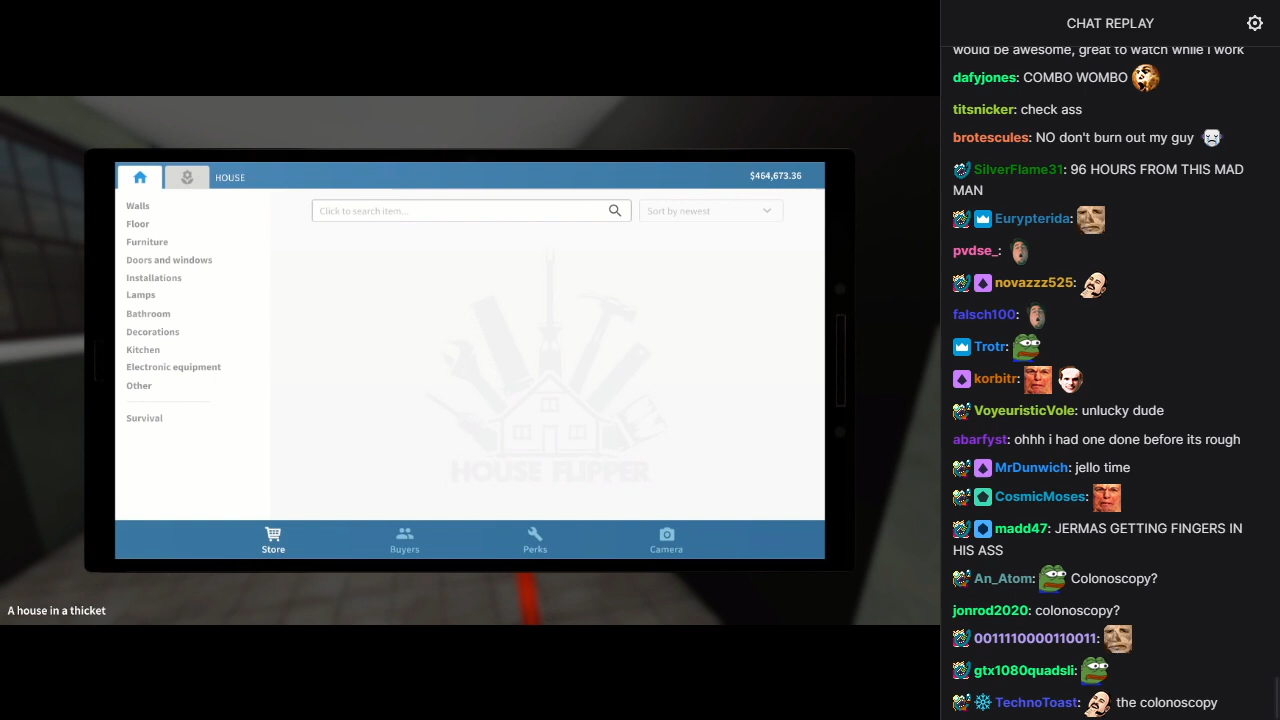 HOUSE
$464,673.36
Walls
Floor
Furniture
Doors and windows
Installations
Lamps
Bathroom
Decorations
Kitchen
Electronic equipment
Other
Survival
Click to search item...
Sort by newest
HOUSE FLIPPER
Store
Buyers
Perks
Camera
A house in a thicket
CHAT REPLAY
would be awesome, great to watch while i work
dafyjones: COMBO WOMBO
titsnicker: check ass
brotescules: NO don't burn out my guy
SilverFlame31: 96 HOURS FROM THIS MAD
MAN
Eurypterida:
pvdse_:
novazzz525:
falsch100:
Trotr:
korbitr:
VoyeuristicVole: unlucky dude
abarfyst: ohhh i had one done before its rough
MrDunwich: jello time
CosmicMoses:
madd47: JERMAS GETTING FINGERS IN
HIS ASS
An_Atom: Colonoscopy?
jonrod2020: colonoscopy?
0011110000110011:
gtx1080quadsli:
TechnoToast: the colonoscopy